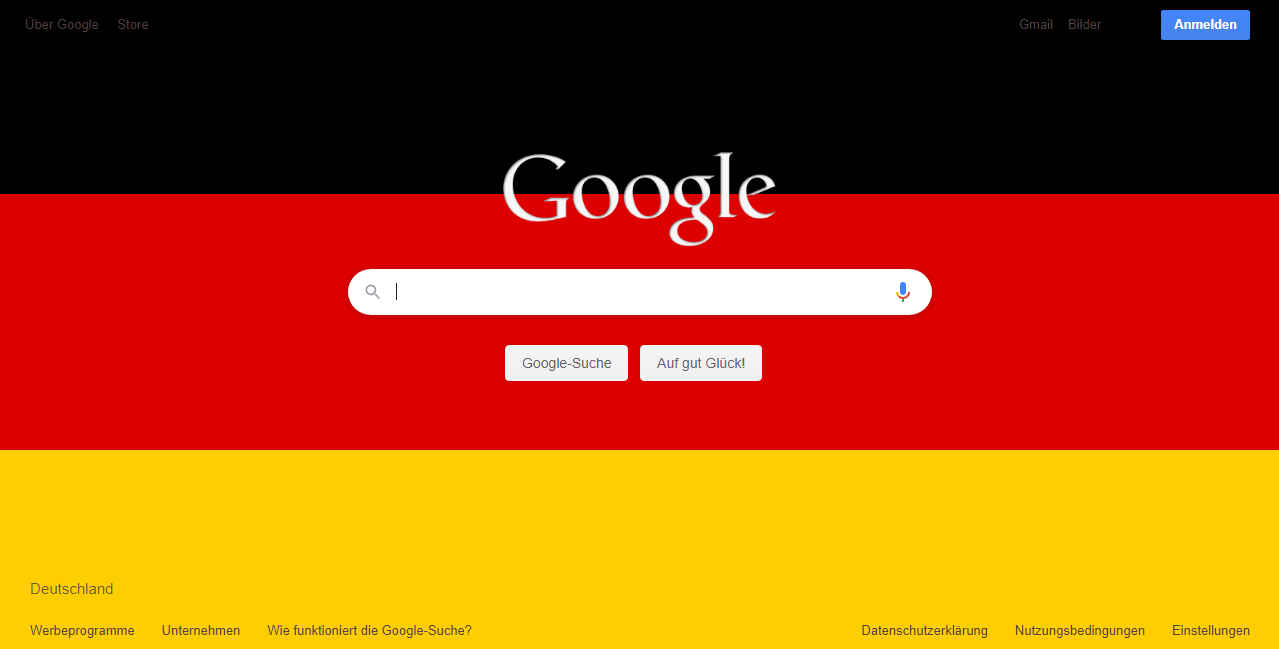 Über Google Store Gmail Bilder Anmelden
Google
Google-Suche Auf gut Glück!
Deutschland
Werbeprogramme Unternehmen Wie funktioniert die Google-Suche? Datenschutzerklärung Nutzungsbedingungen Einstellungen